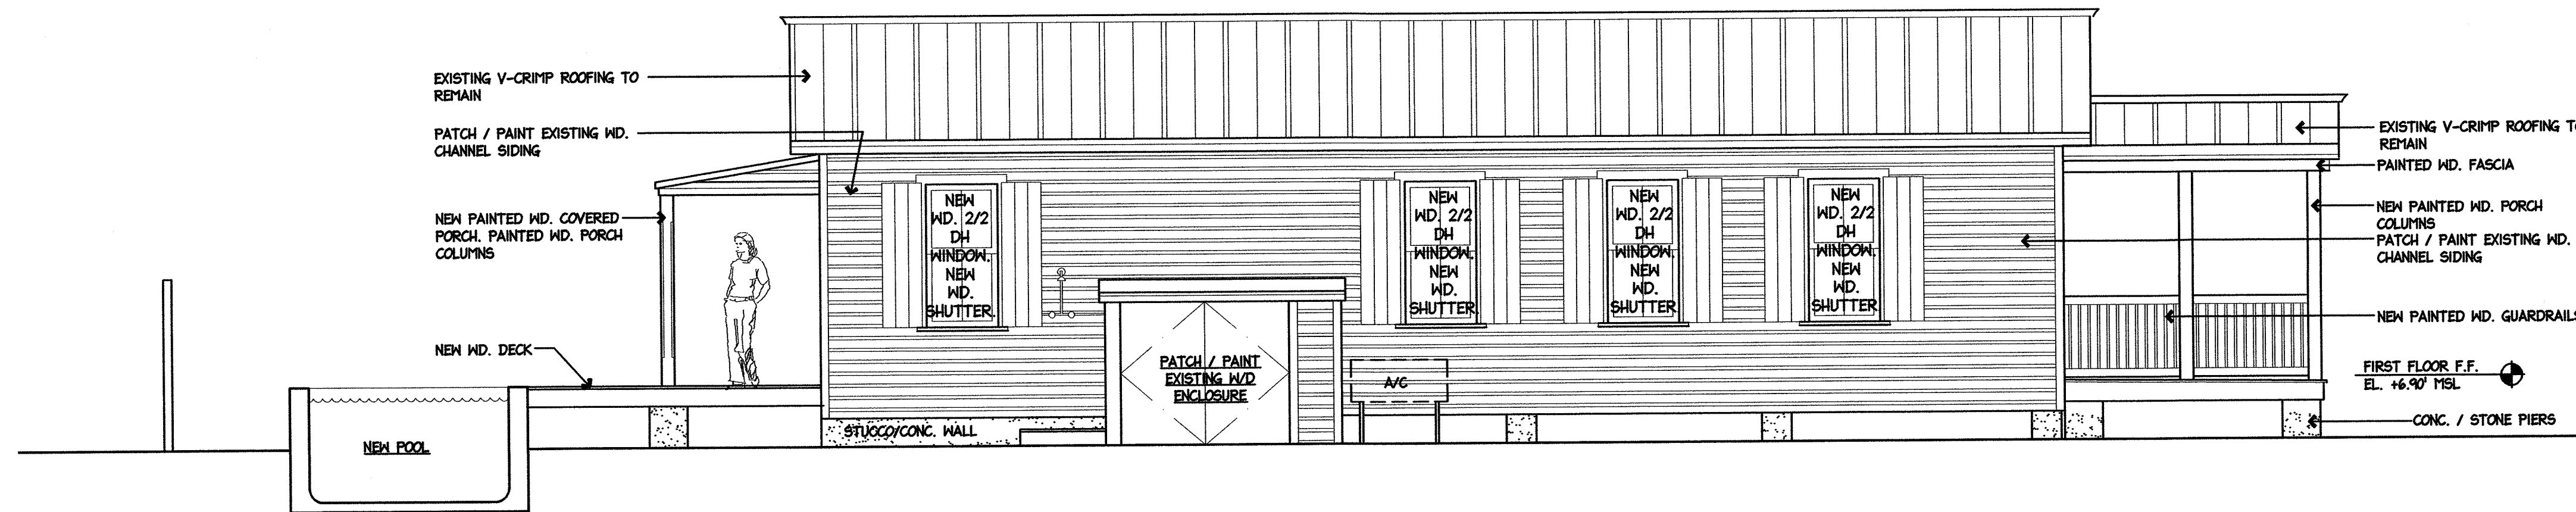 EXISTING V-CRIMP ROOFING TO
REMAIN
PATCH / PAINT EXISTING WD.
CHANNEL SIDING
NEW PAINTED WD. COVERED
PORCH. PAINTED WD. PORCH
COLUMNS
NEW WD. DECK
NEW POOL
STUCCO/CONC. WALL
NEW
WD. 2/2
DH
WINDOW.
NEW
WD.
SHUTTER.
PATCH / PAINT
EXISTING W/D
ENCLOSURE
A/C
NEW
WD. 2/2
DH
WINDOW.
NEW
WD.
SHUTTER
NEW
WD. 2/2
DH
WINDOW.
NEW
WD.
SHUTTER
NEW
WD. 2/2
DH
WINDOW.
NEW
WD.
SHUTTER
EXISTING V-CRIMP ROOFING TO
REMAIN
PAINTED WD. FASCIA
NEW PAINTED WD. PORCH
COLUMNS
PATCH / PAINT EXISTING WD.
CHANNEL SIDING
NEW PAINTED WD. GUARDRAILS
FIRST FLOOR F.F.
EL. +6.90' MSL
CONC. / STONE PIERS